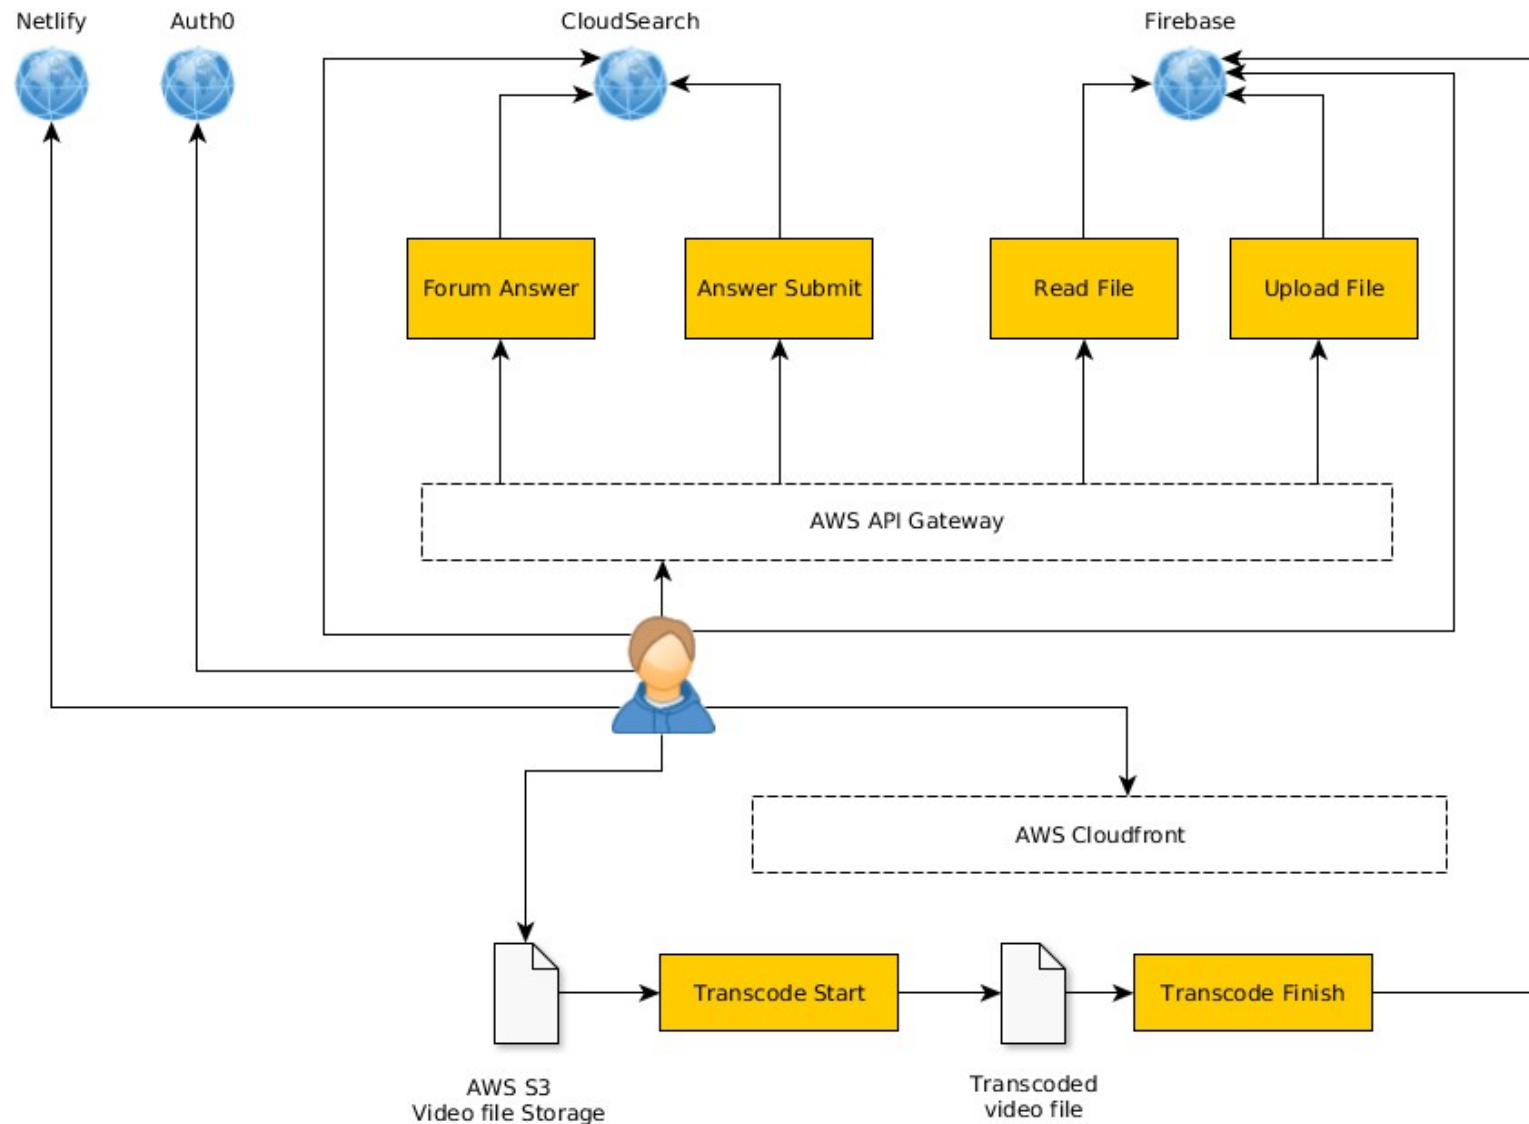 Netlify
Auth0
CloudSearch
Firebase
Forum Answer
Answer Submit
Read File
Upload File
AWS API Gateway
AWS Cloudfront
Transcode Start
Transcode Finish
AWS S3
Video file Storage
Transcoded
video file